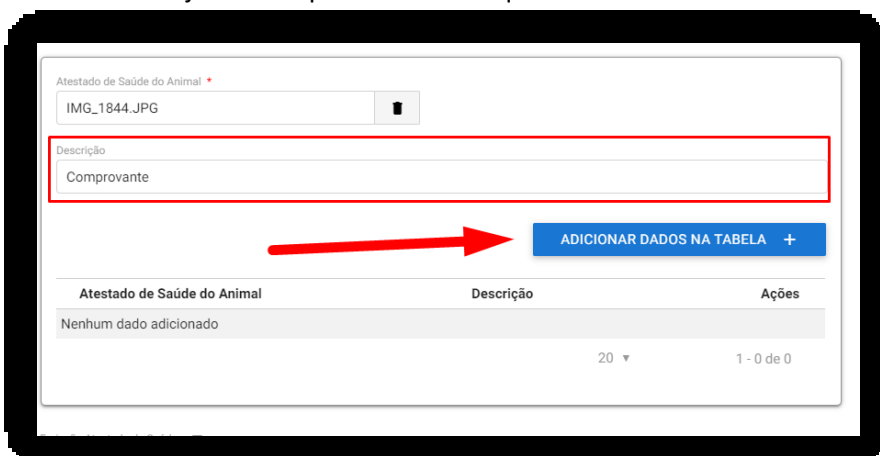 Atestado de Saúde do Animal *
IMG_1844.JPG
Descrição
Comprovante
ADICIONAR DADOS NA TABELA +
Atestado de Saúde do Animal Descrição Ações
Nenhum dado adicionado
20 ▼ 1 - 0 de 0